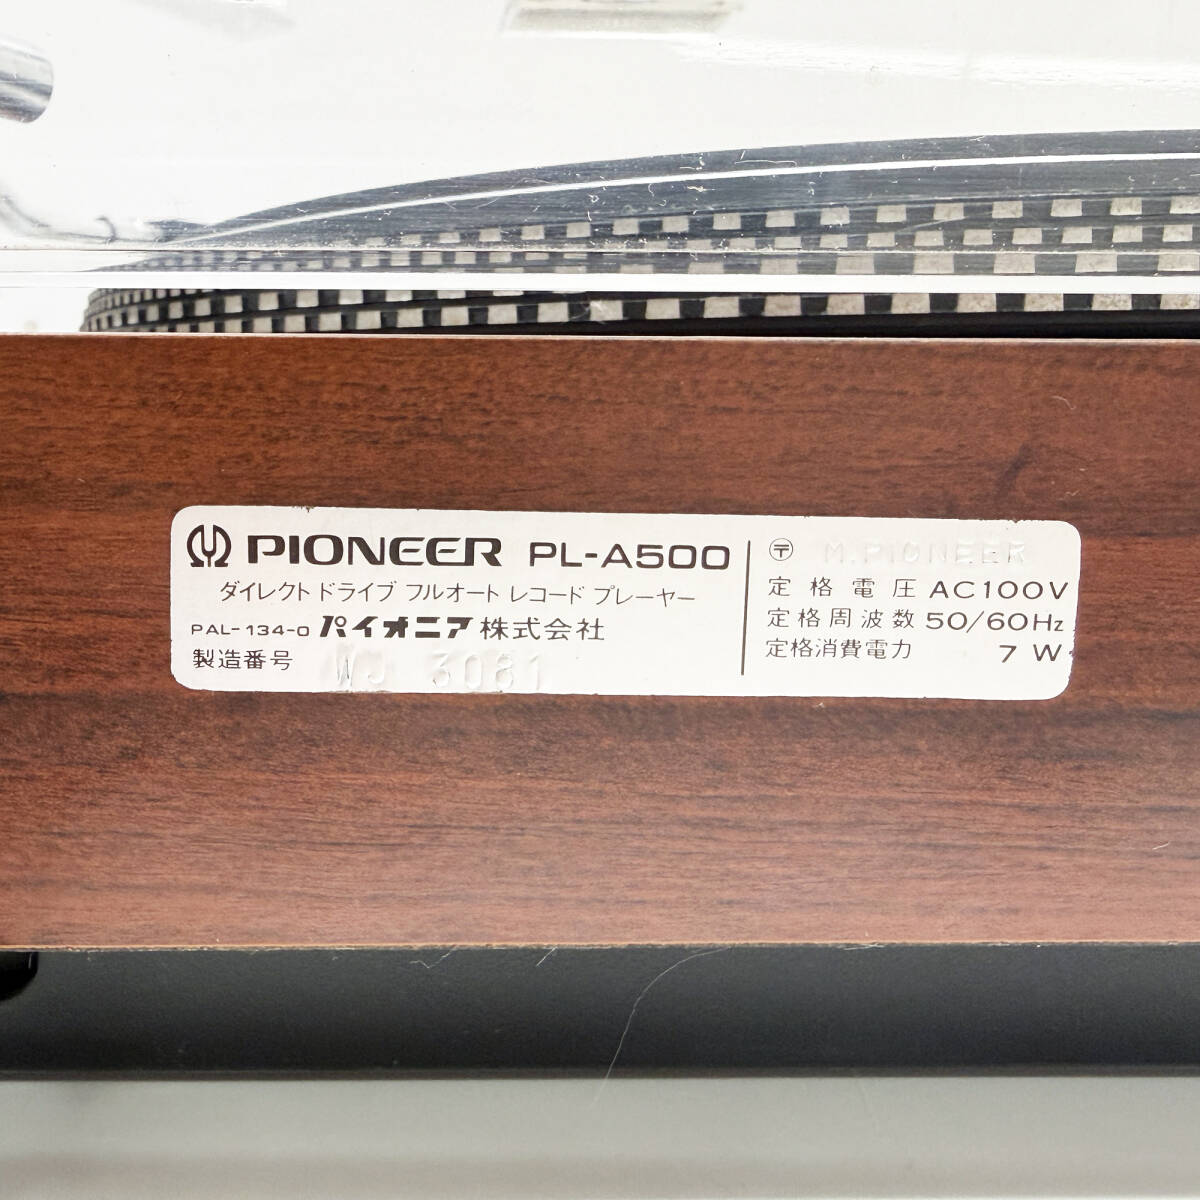 PIONEER PL-A500
ダイレクト ドライブ フルオート レコード プレーヤー
PAL-134-0 パイオニア株式会社
製造番号 WJ 3081
〒 M.PIONEER
定格電圧 AC100V
定格周波数 50/60Hz
定格消費電力 7W